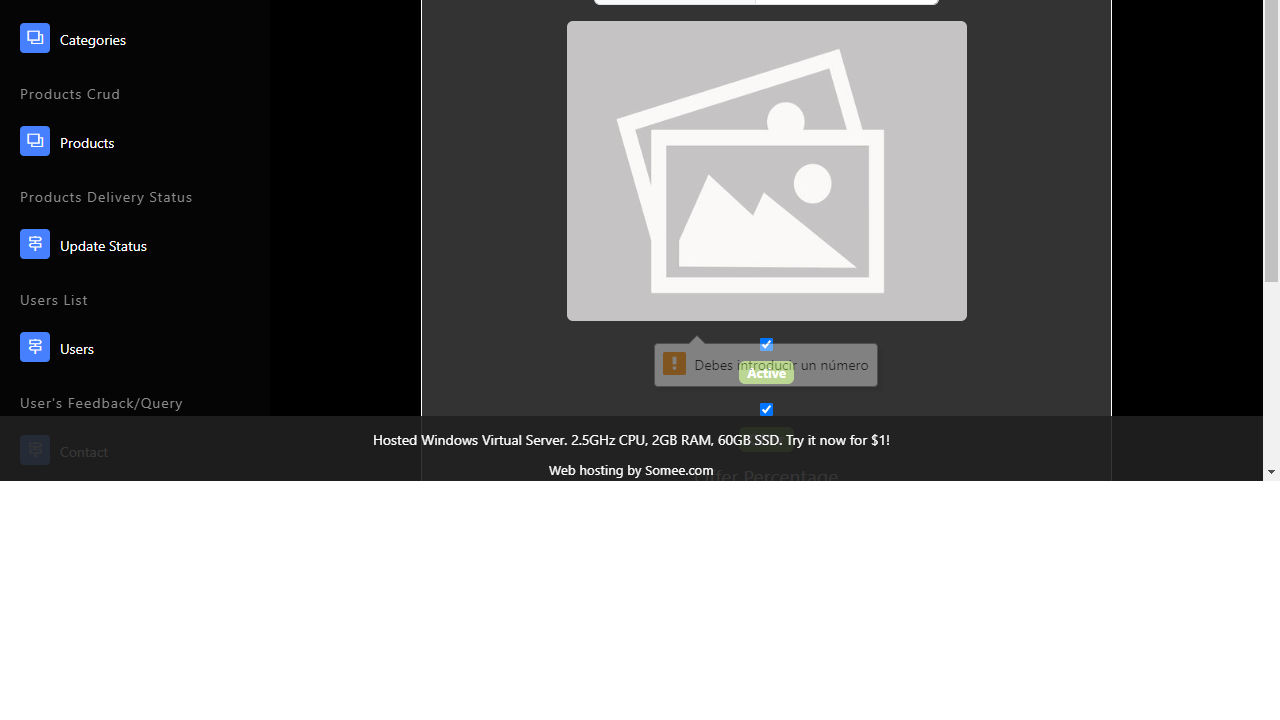 Categories
Products Crud
Products
Products Delivery Status
Update Status
Users List
Users
User's Feedback/Query
Contact
Debes introducir un número
Active
Hosted Windows Virtual Server. 2.5GHz CPU, 2GB RAM, 60GB SSD. Try it now for $1!
Web hosting by Somee.com
Offer Percentage